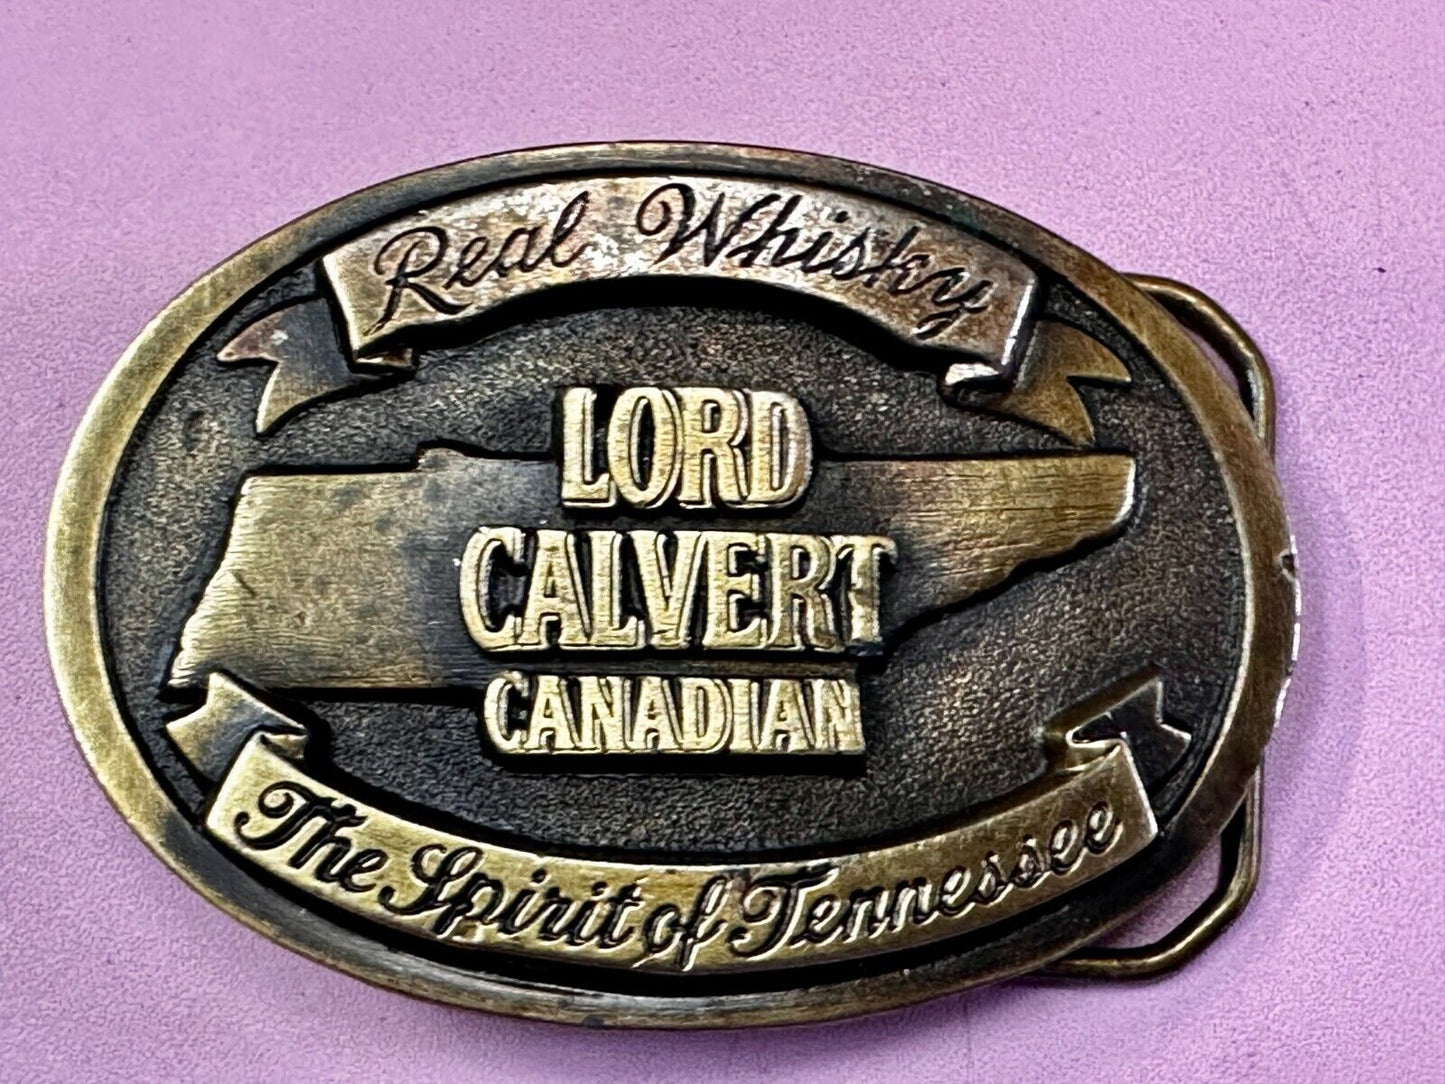 Real Whisky
LORD
CALVERT
CANADIAN
The Spirit of Tennessee